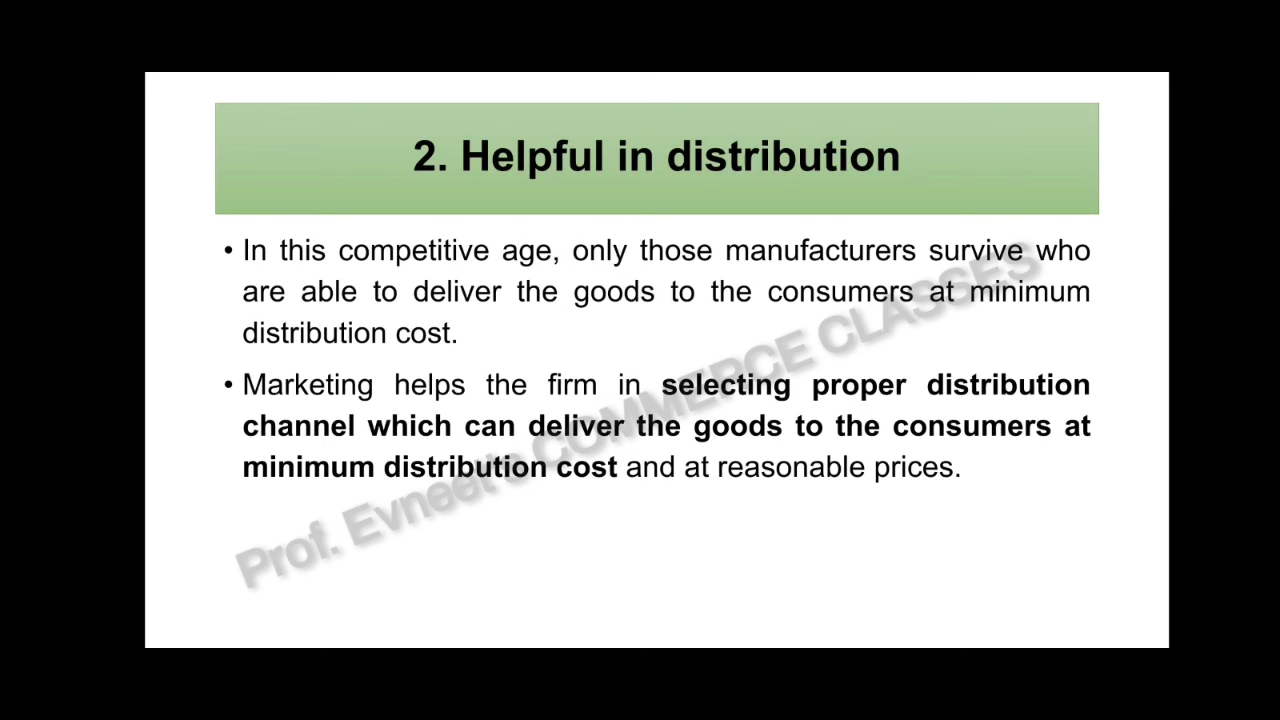 2. Helpful in distribution
• In this competitive age, only those manufacturers survive who
are able to deliver the goods to the consumers at minimum
distribution cost.
• Marketing helps the firm in selecting proper distribution
channel which can deliver the goods to the consumers at
minimum distribution cost and at reasonable prices.
Prof. Evneet's COMMERCE CLASSES